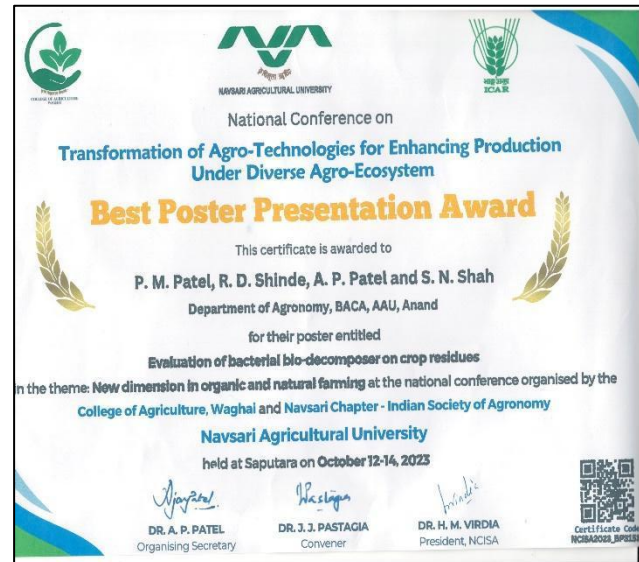 COLLEGE OF AGRICULTURE
WAGHAI
NAVSARI AGRICULTURAL UNIVERSITY
ICAR
National Conference on
Transformation of Agro-Technologies for Enhancing Production
Under Diverse Agro-Ecosystem
Best Poster Presentation Award
This certificate is awarded to
P. M. Patel, R. D. Shinde, A. P. Patel and S. N. Shah
Department of Agronomy, BACA, AAU, Anand
for their poster entitled
Evaluation of bacterial bio-decomposer on crop residues
in the theme: New dimension in organic and natural farming at the national conference organised by the
College of Agriculture, Waghai and Navsari Chapter - Indian Society of Agronomy
Navsari Agricultural University
held at Saputara on October 12-14, 2023
DR. A. P. PATEL
Organising Secretary
DR. J. J. PASTAGIA
Convener
DR. H. M. VIRDIA
President, NCISA
Certificate Code